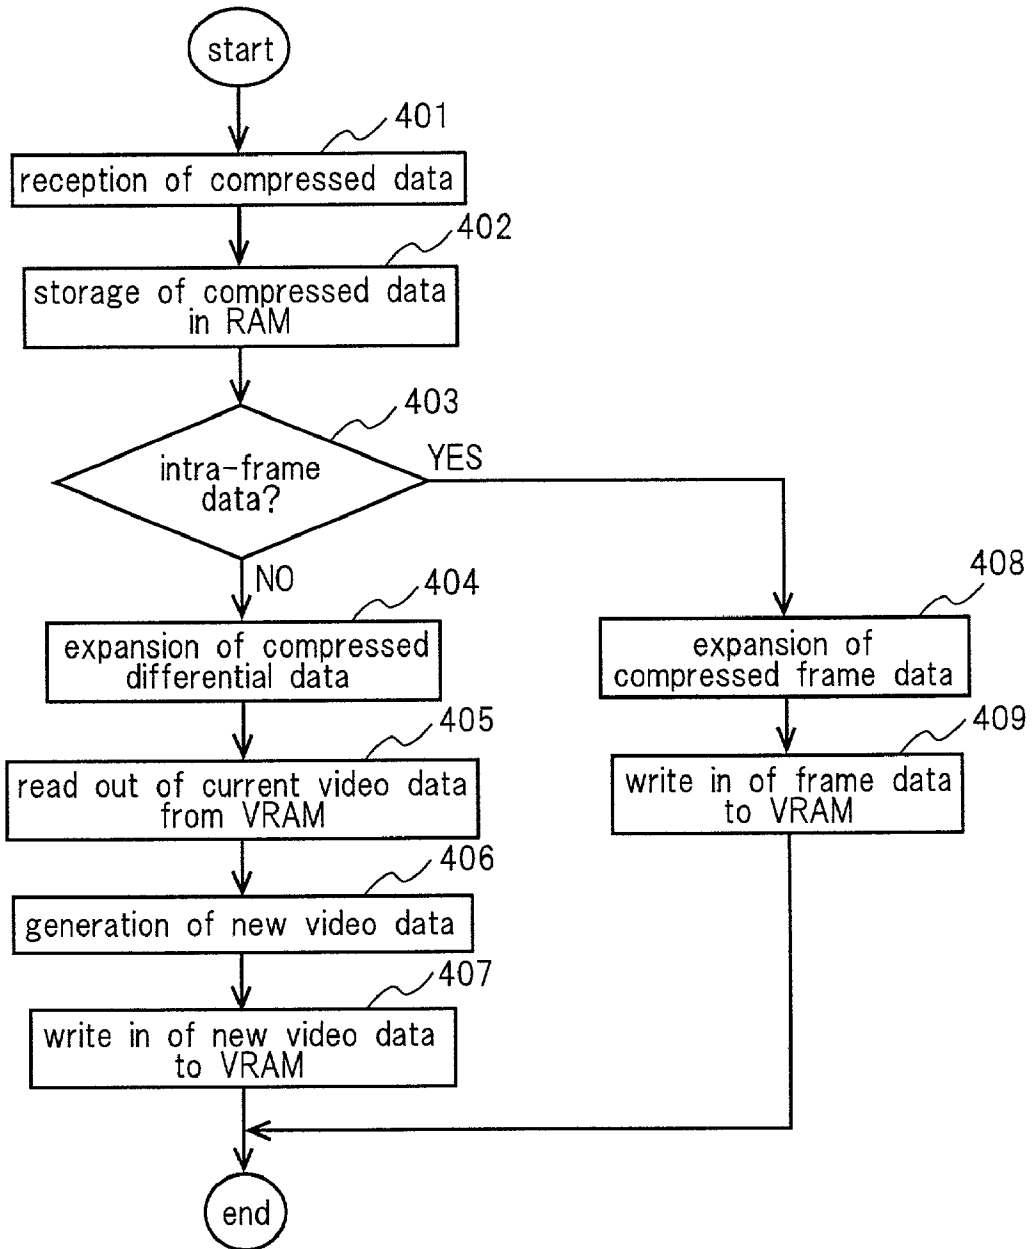 start
401
reception of compressed data
402
storage of compressed data
in RAM
403
intra-frame
data?
YES
NO
404
expansion of compressed
differential data
405
read out of current video data
from VRAM
406
generation of new video data
407
write in of new video data
to VRAM
408
expansion of
compressed frame data
409
write in of frame data
to VRAM
end